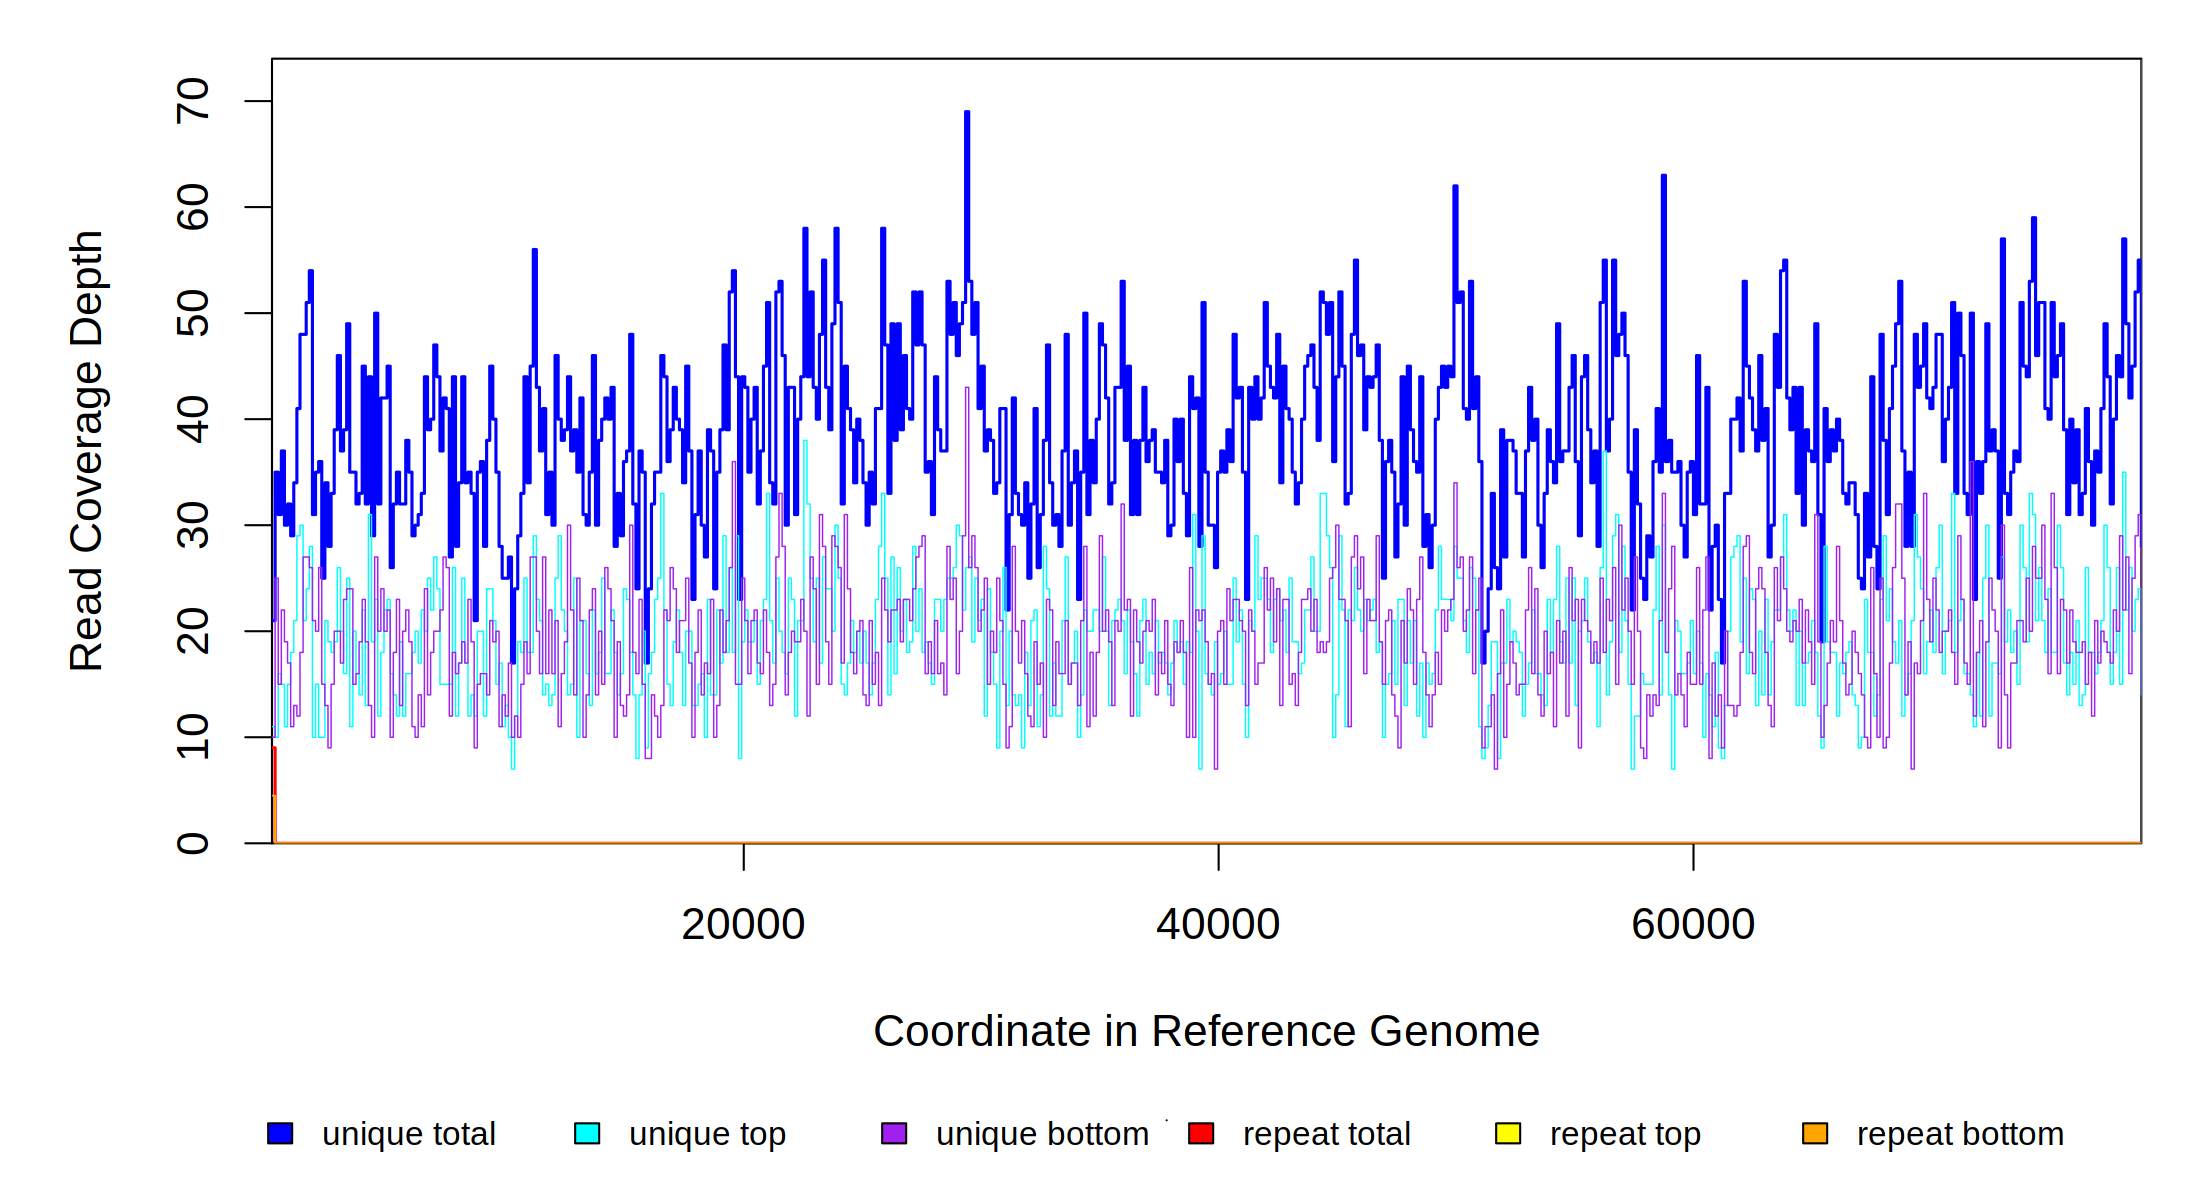 Read Coverage Depth
70
60
50
40
30
20
10
0
20000 40000 60000
Coordinate in Reference Genome
unique total unique top unique bottom repeat total repeat top repeat bottom